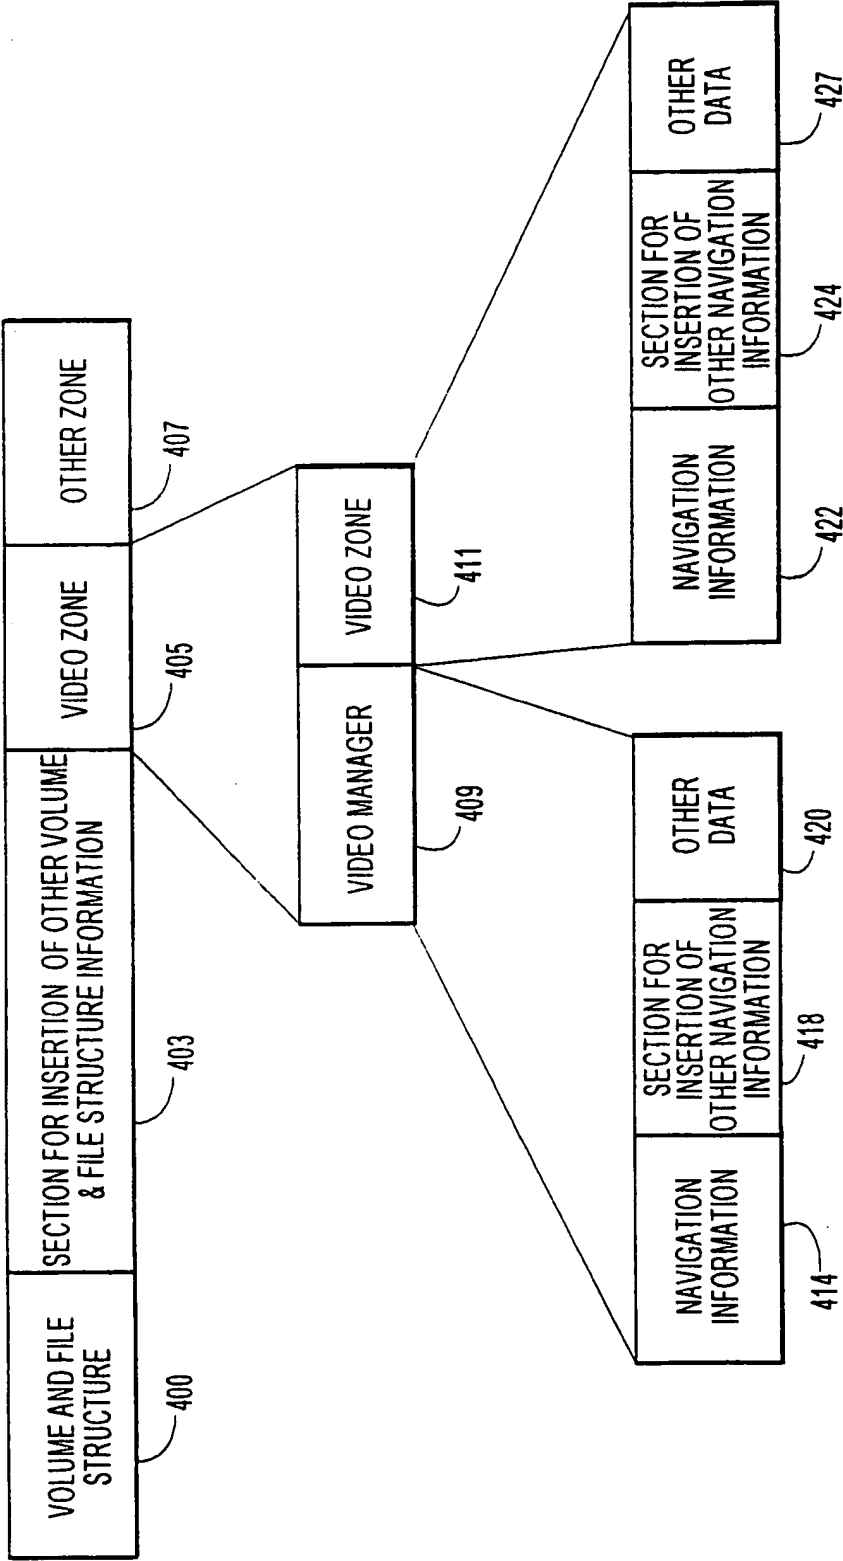 VOLUME AND FILE
STRUCTURE
400
SECTION FOR INSERTION OF OTHER VOLUME
& FILE STRUCTURE INFORMATION
403
VIDEO ZONE
405
OTHER ZONE
407
VIDEO MANAGER
409
VIDEO ZONE
411
NAVIGATION
INFORMATION
414
SECTION FOR
INSERTION OF
OTHER NAVIGATION
INFORMATION
418
OTHER
DATA
420
NAVIGATION
INFORMATION
422
SECTION FOR
INSERTION OF
OTHER NAVIGATION
INFORMATION
424
OTHER
DATA
427